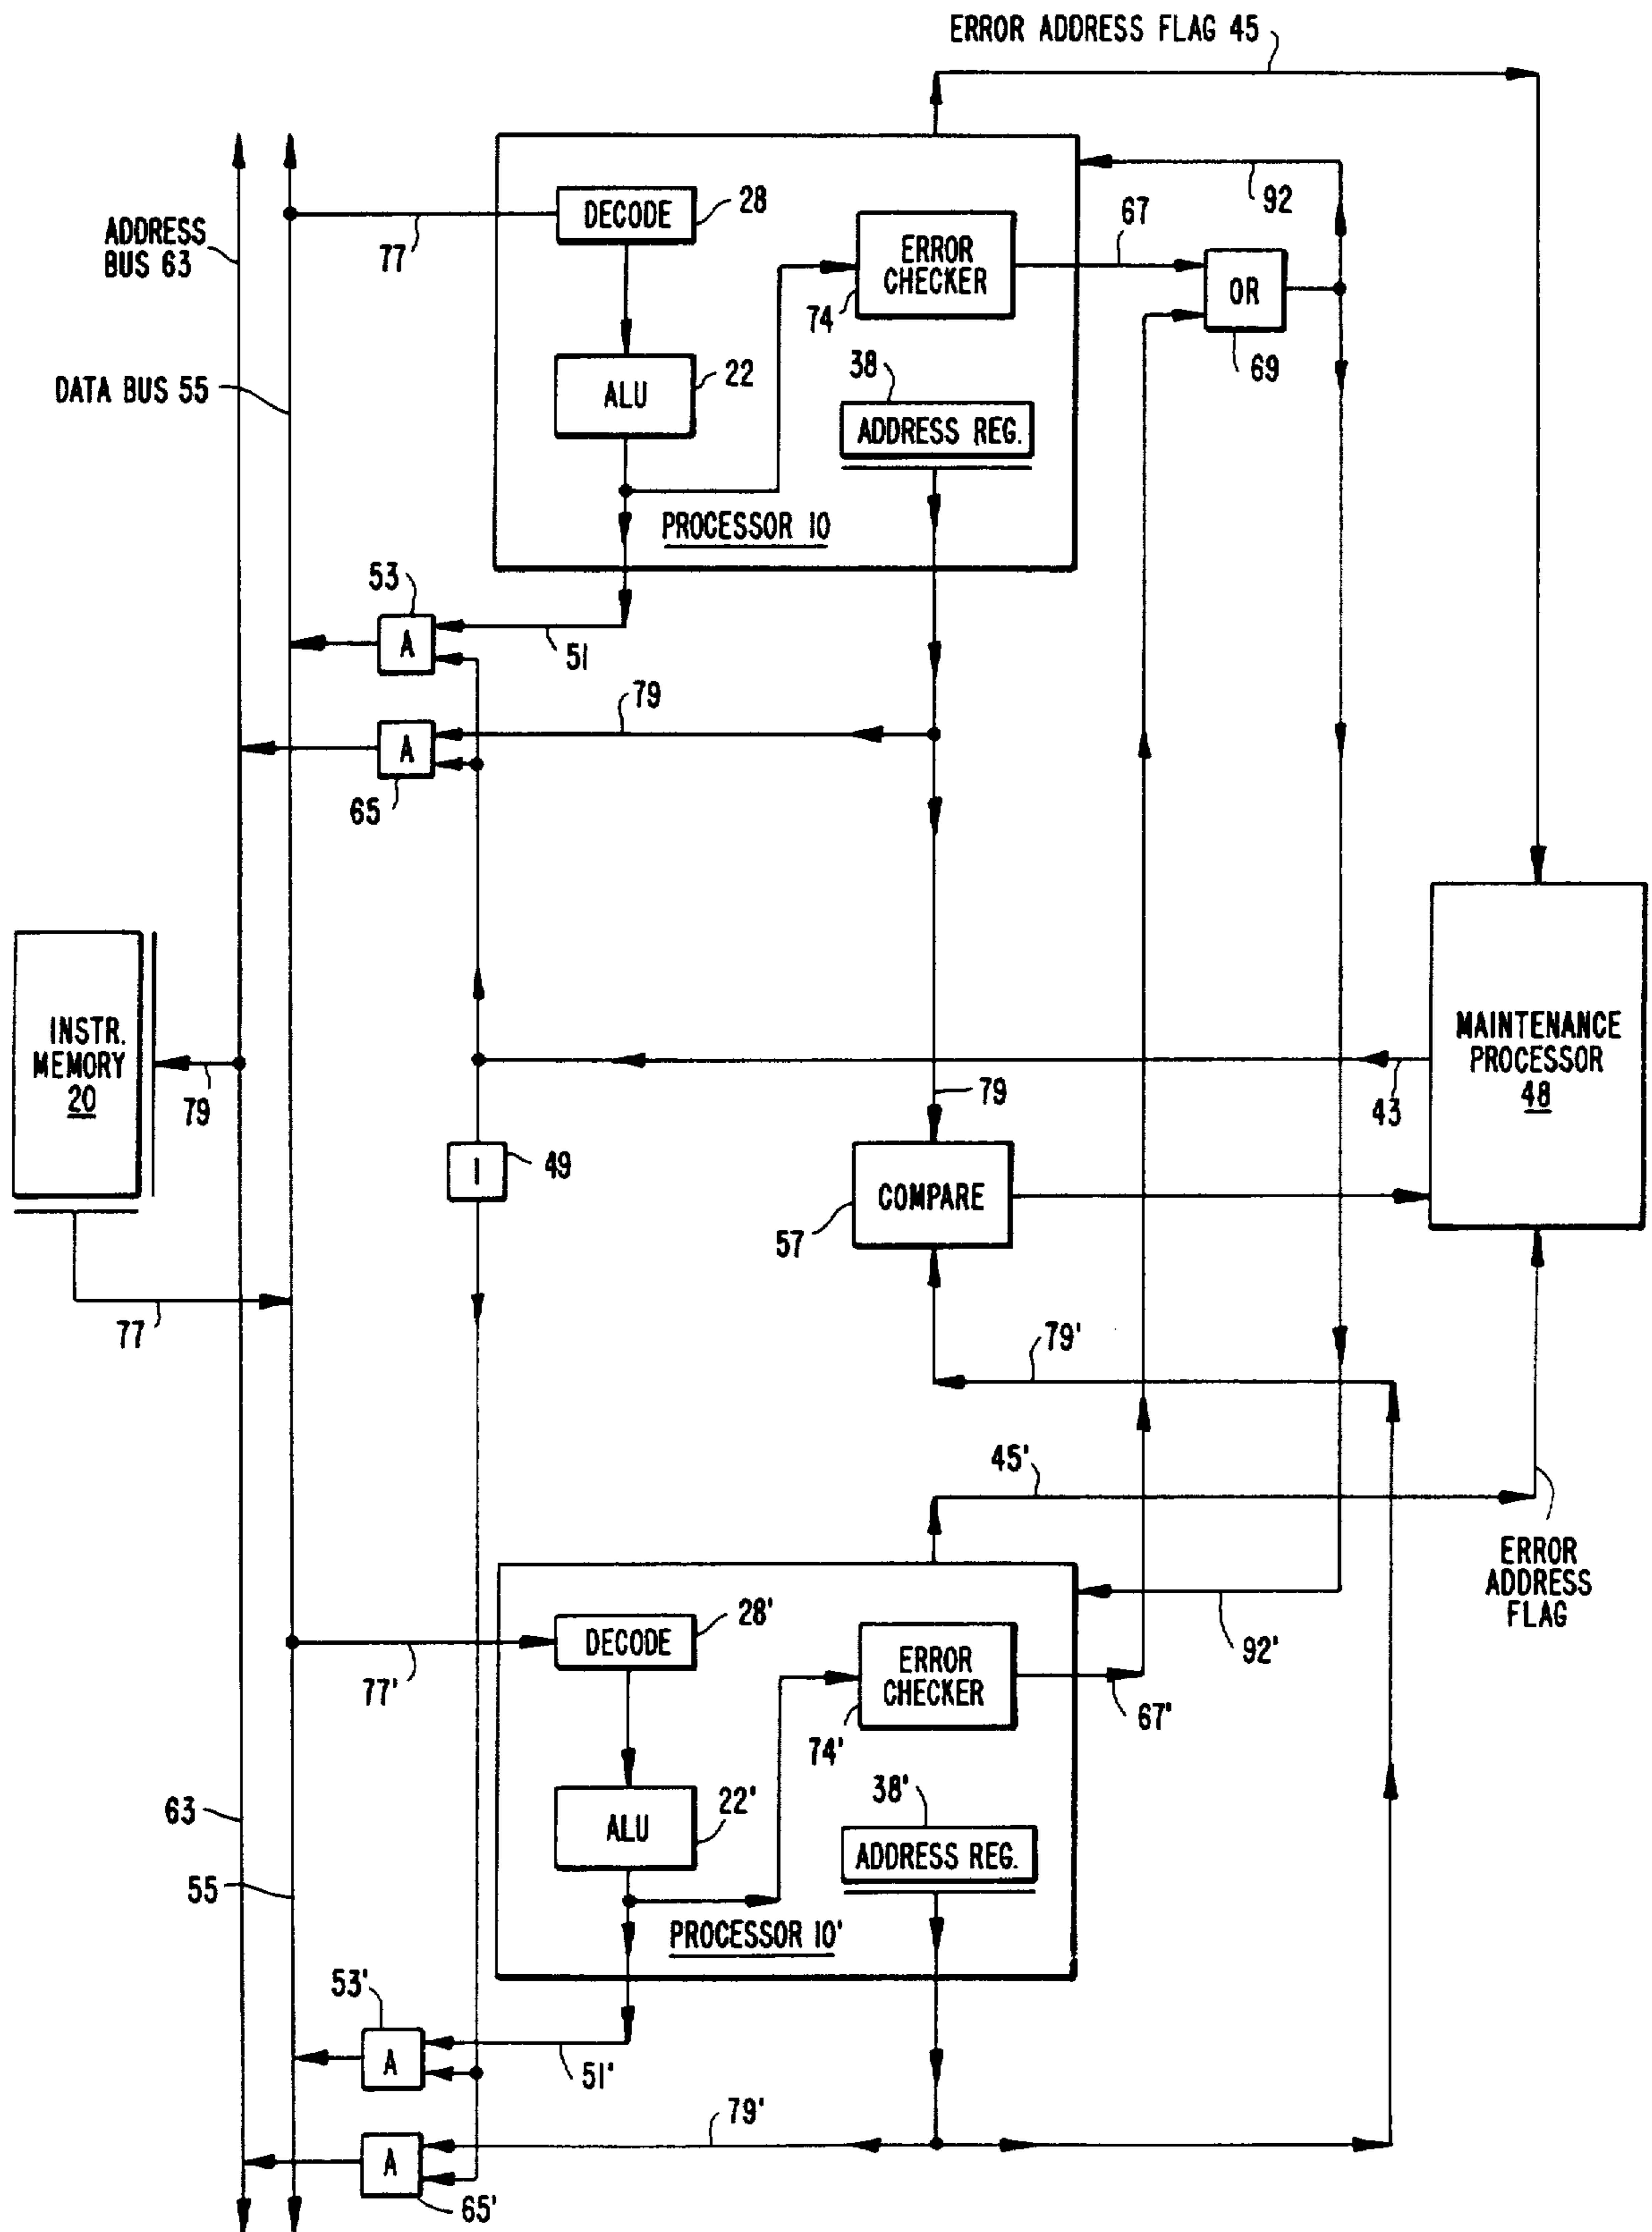 ERROR ADDRESS FLAG 45
92
28
DECODE
67
ERROR
CHECKER
ADDRESS
BUS 63
77
OR
74
69
38
22
DATA BUS 55
ALU
ADDRESS REG.
PROCESSOR 10
53
A
51
79
A
65
INSTR.
MEMORY
20
MAINTENANCE
PROCESSOR
48
79
79
43
I
49
COMPARE
57
77
79'
45'
ERROR
ADDRESS
FLAG
28'
DECODE
92'
77'
ERROR
CHECKER
67'
74'
38'
63
22'
ALU
ADDRESS REG.
55
PROCESSOR 10'
53'
A
51'
79'
A
65'